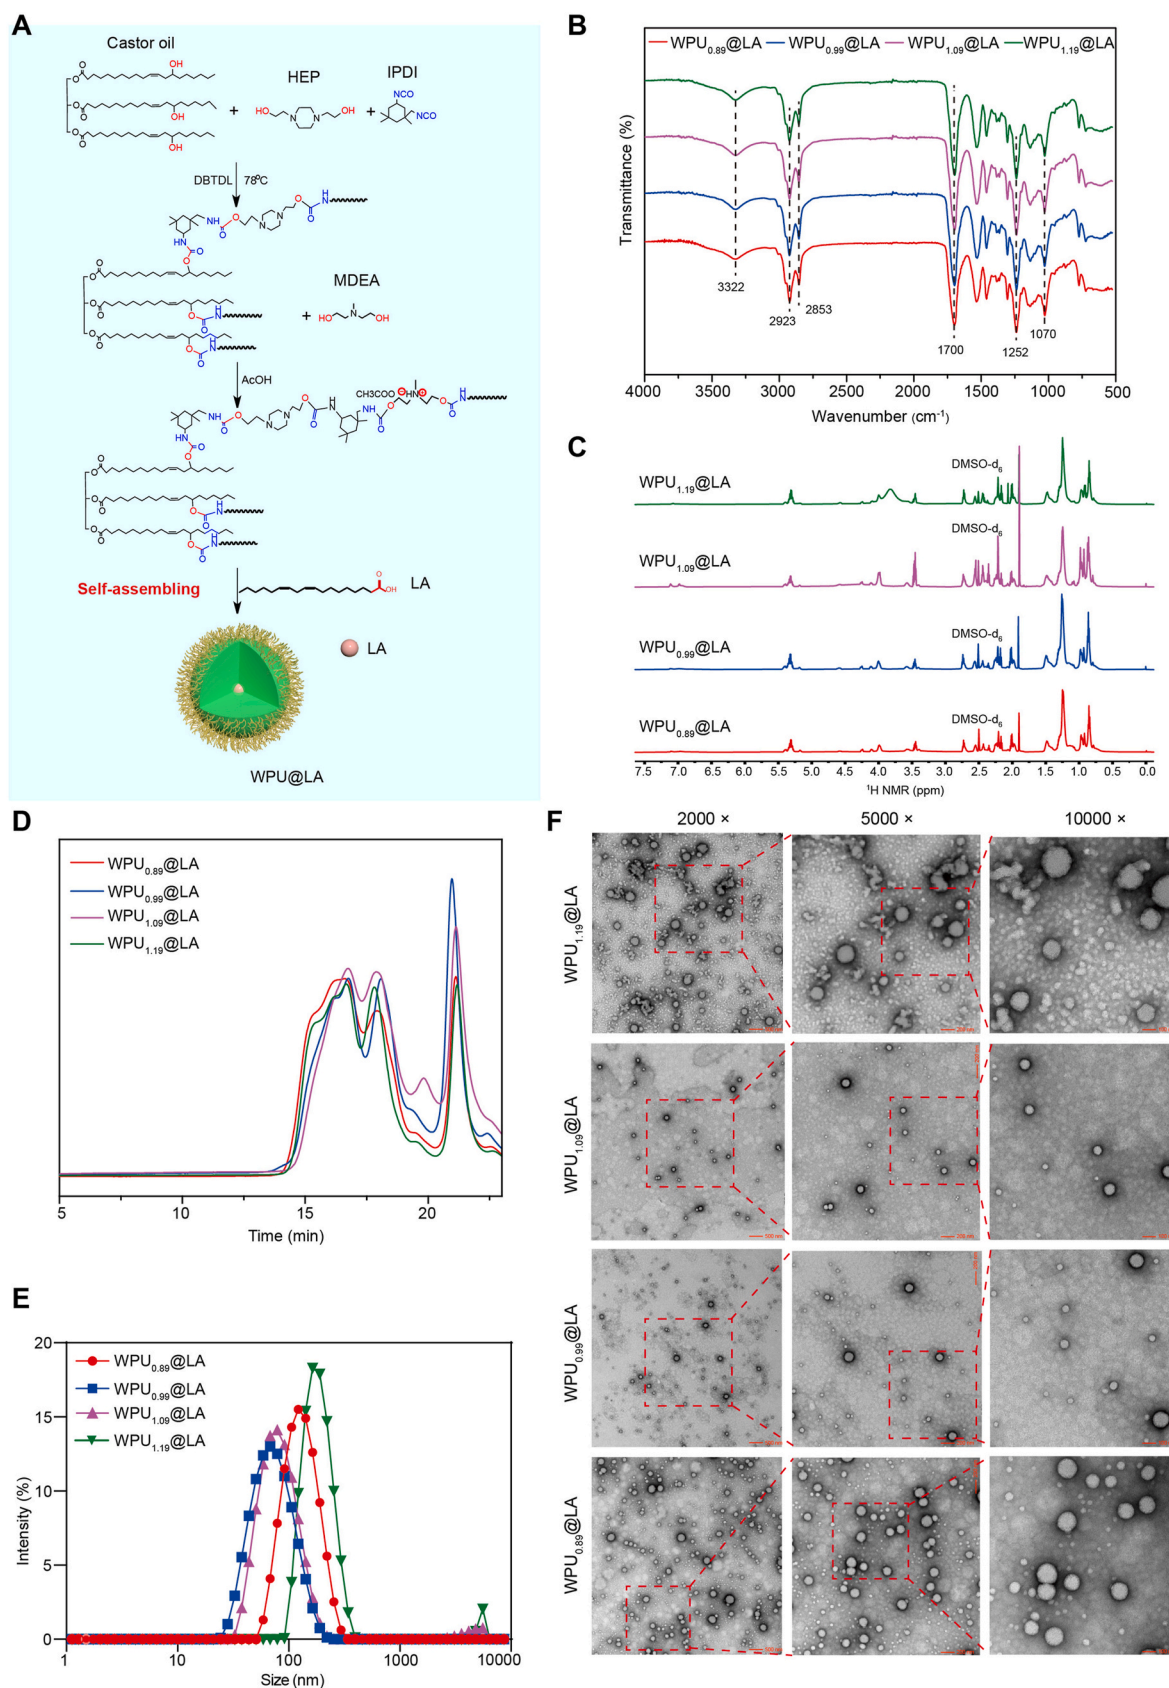 A
Castor oil
OH
OH
OH
HEP
IPDI
HO
OH
NCO
NCO
+
+
DBTDL
78⁰C
MDEA
+
HO
OH
AcOH
CH3COO
Self-assembling
LA
OH
LA
WPU@LA
B
WPU0.89@LA
WPU0.99@LA
WPU1.09@LA
WPU1.19@LA
Transmittance (%)
3322
2923
2853
1700
1252
1070
4000
3500
3000
2500
2000
1500
1000
500
Wavenumber (cm⁻¹)
C
WPU1.19@LA
DMSO-d6
WPU1.09@LA
DMSO-d6
WPU0.99@LA
DMSO-d6
WPU0.89@LA
DMSO-d6
7.5 7.0 6.5 6.0 5.5 5.0 4.5 4.0 3.5 3.0 2.5 2.0 1.5 1.0 0.5 0.0
¹H NMR (ppm)
D
WPU0.89@LA
WPU0.99@LA
WPU1.09@LA
WPU1.19@LA
5
10
15
20
Time (min)
E
20
15
10
5
0
Intensity (%)
WPU0.89@LA
WPU0.99@LA
WPU1.09@LA
WPU1.19@LA
1
10
100
1000
10000
Size (nm)
F
2000 ×
5000 ×
10000 ×
WPU1.19@LA
WPU1.09@LA
WPU0.99@LA
WPU0.89@LA